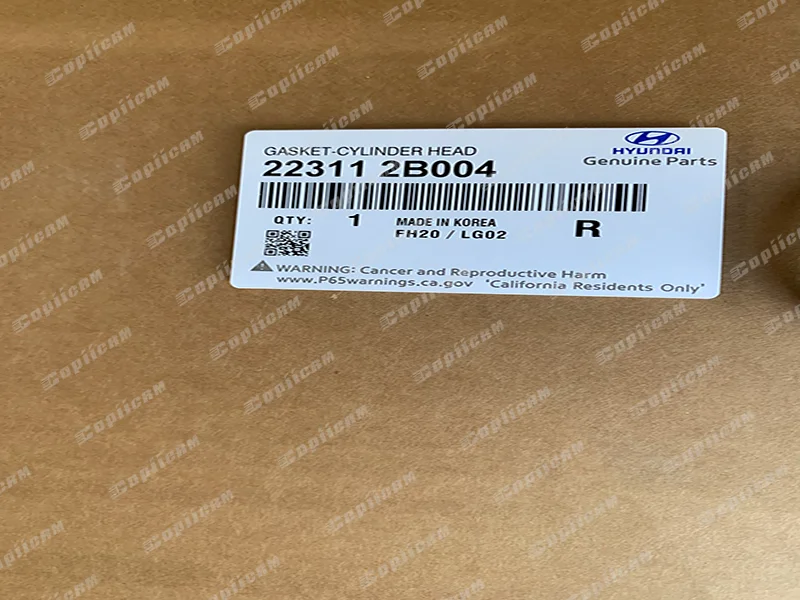 GASKET-CYLINDER HEAD
22311 2B004
HYUNDAI
Genuine Parts
QTY: 1
MADE IN KOREA
FH20 / LG02
R
WARNING: Cancer and Reproductive Harm
www.P65warnings.ca.gov "California Residents Only"
Copiicam